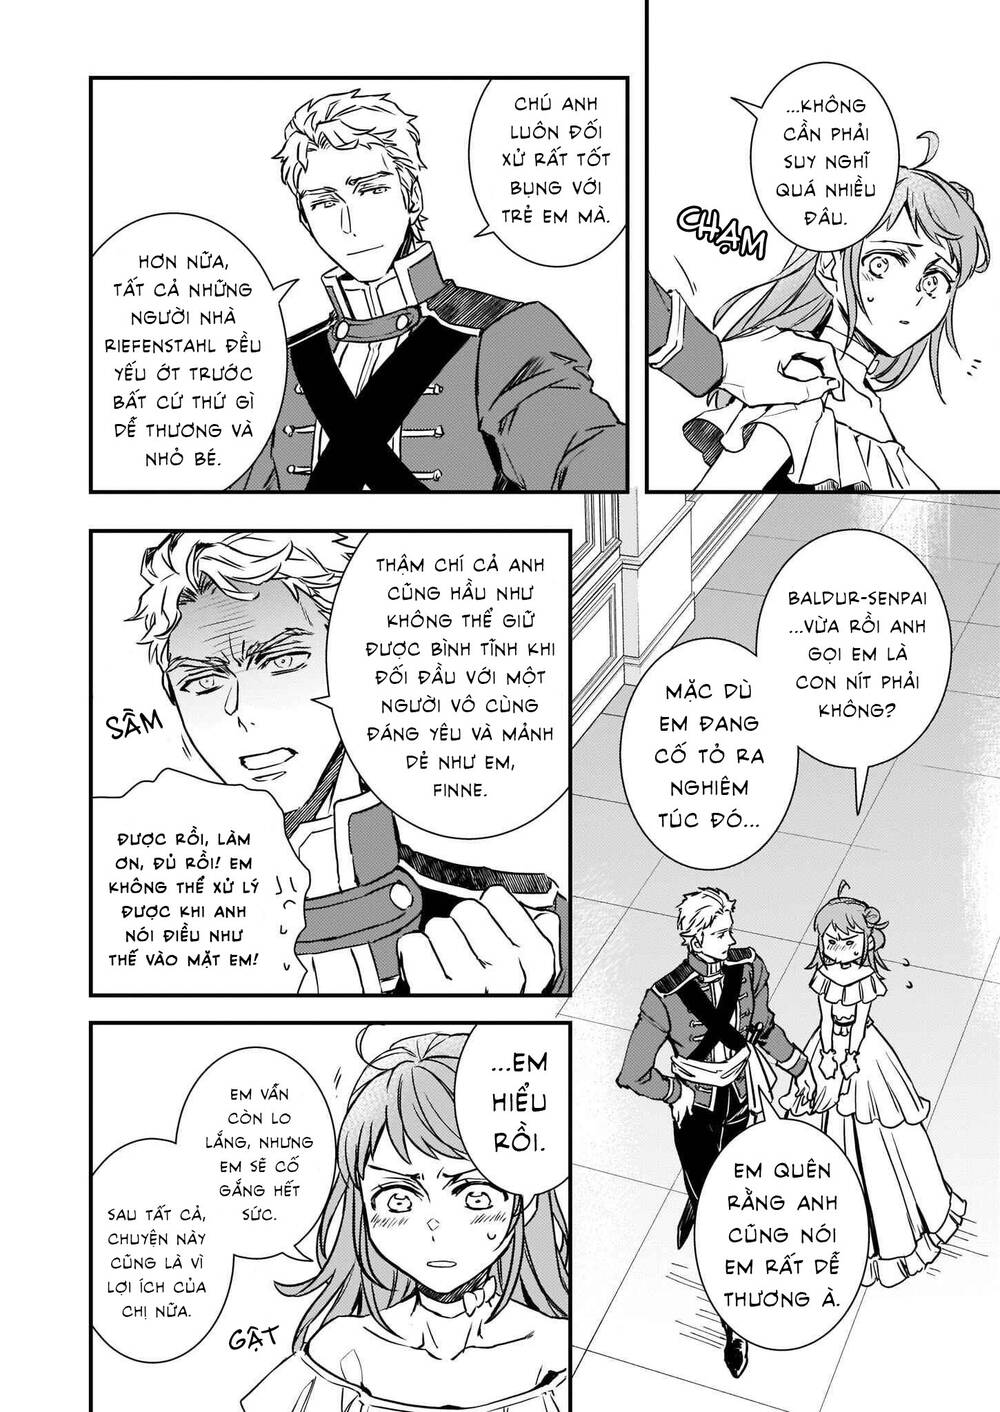 ...KHÔNG
CẦN PHẢI
SUY NGHĨ
QUÁ NHIỀU
ĐÂU.
CHẠM
CHÚ ANH
LUÔN ĐỐI
XỬ RẤT TỐT
BỤNG VỚI
TRẺ EM MÀ.
HƠN NỮA,
TẤT CẢ NHỮNG
NGƯỜI NHÀ
RIEFENSTAHL ĐỀU
YẾU ỚT TRƯỚC
BẤT CỨ THỨ GÌ
DỄ THƯƠNG VÀ
NHỎ BÉ.
BALDUR-SENPAI
...VỪA RỒI ANH
GỌI EM LÀ
CON NÍT PHẢI
KHÔNG?
MẶC DÙ
EM ĐANG
CỐ TỎ RA
NGHIÊM
TÚC ĐÓ...
EM QUÊN
RẰNG ANH
CŨNG NÓI
EM RẤT DỄ
THƯƠNG À.
THẬM CHÍ CẢ ANH
CŨNG HẦU NHƯ
KHÔNG THỂ GIỮ
ĐƯỢC BÌNH TĨNH KHI
ĐỐI ĐẦU VỚI MỘT
NGƯỜI VÔ CÙNG
ĐÁNG YÊU VÀ MẢNH
DẺ NHƯ EM,
FINNE.
SẦM
ĐƯỢC RỒI, LÀM
ƠN, ĐỦ RỒI! EM
KHÔNG THỂ XỬ LÝ
ĐƯỢC KHI ANH
NÓI ĐIỀU NHƯ
THẾ VÀO MẶT EM!
...EM
HIỂU
RỒI.
EM VẪN
CÒN LO
LẮNG, NHƯNG
EM SẼ CỐ
GẮNG HẾT
SỨC.
SAU TẤT CẢ,
CHUYỆN NÀY
CŨNG LÀ VÌ
LỢI ÍCH CỦA
CHỊ NỮA.
GẬT